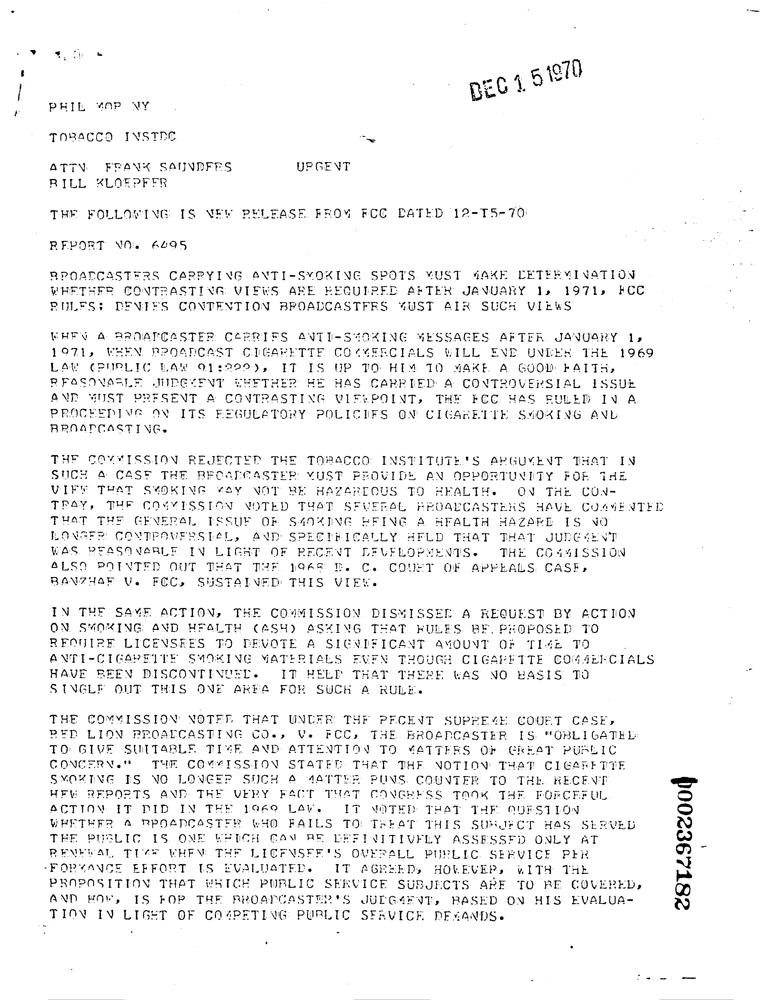 DEC 15 1970
PHIL MOR NY
TOBACCO INSTDC
ATTN FRANK SAUNDERS URGENT
BILL KLOEPFER
THE FOLLOWING IS NEW RELEASE FROM FCC DATED 12-T5-70
REPORT NO. 6495
BROADCASTERS CARRYING ANTI-SMOKING SPOTS MUST MAKE DETERMINATION
WHETHER CONTRASTING VIEWS ARE REQUIRED AFTER JANUARY 1, 1971, FCC
RULES: DENIES CONTENTION BROADCASTERS MUST AIR SUCH VIEWS
WHEN A BROADCASTER CARRIES ANTI-SMOKING MESSAGES AFTER JANUARY 1,
1971, WHEN BROADCAST CIGARETTE COMMERCIALS WILL END UNDER THE 1969
LAW (PUBLIC LAW 91:222), IT IS UP TO HIM TO MAKE A GOOD FAITH,
REASONABLE JUDGMENT WHETHER HE HAS CARRIED A CONTROVERSIAL ISSUE
AND MUST PRESENT A CONTRASTING VIEWPOINT, THE FCC HAS RULED IN A
PROCEEDING ON ITS REGULATORY POLICIES ON CIGARETTE SMOKING AND
BROADCASTING.
THE COMMISSION REJECTED THE TOBACCO INSTITUTE'S ARGUMENT THAT IN
SUCH A CASE THE BROADCASTER MUST PROVIDE AN OPPORTUNITY FOR THE
VIEW THAT SMOKING MAY NOT BE HAZARDOUS TO HEALTH. ON THE CON-
TRAY, THE COMMISSION NOTED THAT SEVERAL BROADCASTERS HAVE COMMENTED
THAT THE GENERAL ISSUE OF SMOKING BEING A HEALTH HAZARD IS NO
LONGER CONTROVERSIAL, AND SPECIFICALLY HELD THAT THAT JUDGMENT
WAS REASONABLE IN LIGHT OF RECENT DEVELOPMENTS. THE COMMISSION
ALSO POINTED OUT THAT THE 1968 D. C. COURT OF APPEALS CASE,
BANZHAF V. FCC, SUSTAINED THIS VIEW.
IN THE SAME ACTION, THE COMMISSION DISMISSED A REQUEST BY ACTION
ON SMOKING AND HEALTH (ASH) ASKING THAT RULES BE PROPOSED TO
REQUIRE LICENSEES TO DEVOTE A SIGNIFICANT AMOUNT OF TIME TO
ANTI-CIGARETTE SMOKING MATERIALS EVEN THOUGH CIGARETTE COMMERCIALS
HAVE BEEN DISCONTINUED. IT HELD THAT THERE WAS NO BASIS TO
SINGLE OUT THIS ONE AREA FOR SUCH A RULE.
THE COMMISSION NOTED THAT UNDER THE RECENT SUPREME COURT CASE,
RED LION BROADCASTING CO., V. FCC, THE BROADCASTER IS "OBLIGATED
TO GIVE SUITABLE TIME AND ATTENTION TO MATTERS OF GREAT PUBLIC
CONCERN." THE COMMISSION STATED THAT THE NOTION THAT CIGARETTE
SMOKING IS NO LONGER SUCH A MATTER RUNS COUNTER TO THE RECENT
HEW REPORTS AND THE VERY FACT THAT CONGRESS TOOK THE FORCEFUL
ACTION IT DID IN THE 1969 LAW. IT NOTED THAT THE QUESTION
WHETHER A BROADCASTER WHO FAILS TO TREAT THIS SUBJECT HAS SERVED
THE PUBLIC IS ONE WHICH CAN BE DEFINITIVELY ASSESSED ONLY AT
RENEWAL TIME WHEN THE LICENSEE'S OVERALL PUBLIC SERVICE PER
FORMANCE EFFORT IS EVALUATED. IT AGREED, HOWEVER, WITH THE
PROPOSITION THAT WHICH PUBLIC SERVICE SUBJECTS ARE TO BE COVERED,
AND HOW, IS FOR THE BROADCASTER'S JUDGMENT, BASED ON HIS EVALUA-
TION IN LIGHT OF COMPETING PUBLIC SERVICE DEMANDS.
1002367182